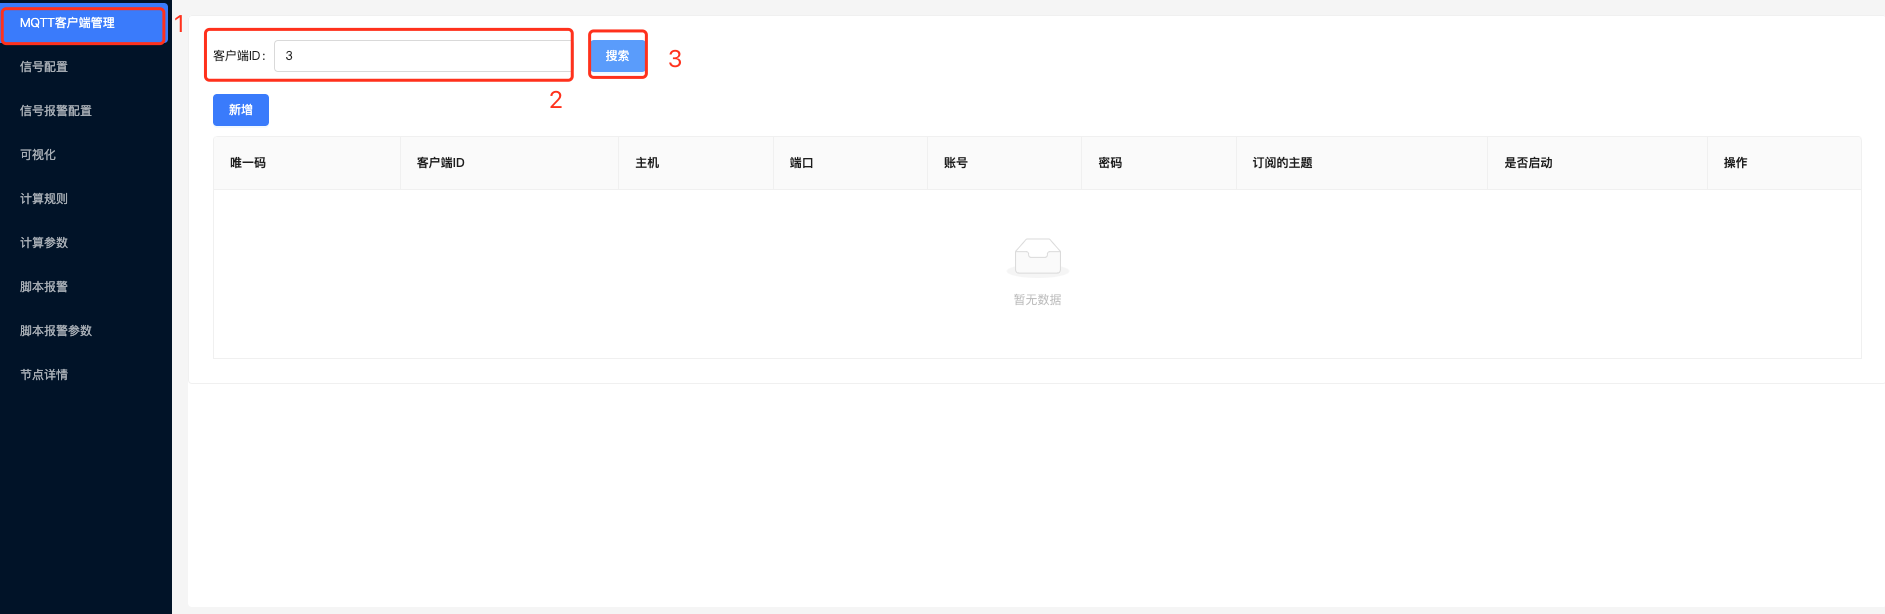 MQTT客户端管理
1
信号配置
信号报警配置
可视化
计算规则
计算参数
脚本报警
脚本报警参数
节点详情
客户端ID： 3
搜索
3
2
新增
唯一码 客户端ID 主机 端口 账号 密码 订阅的主题 是否启动 操作
暂无数据